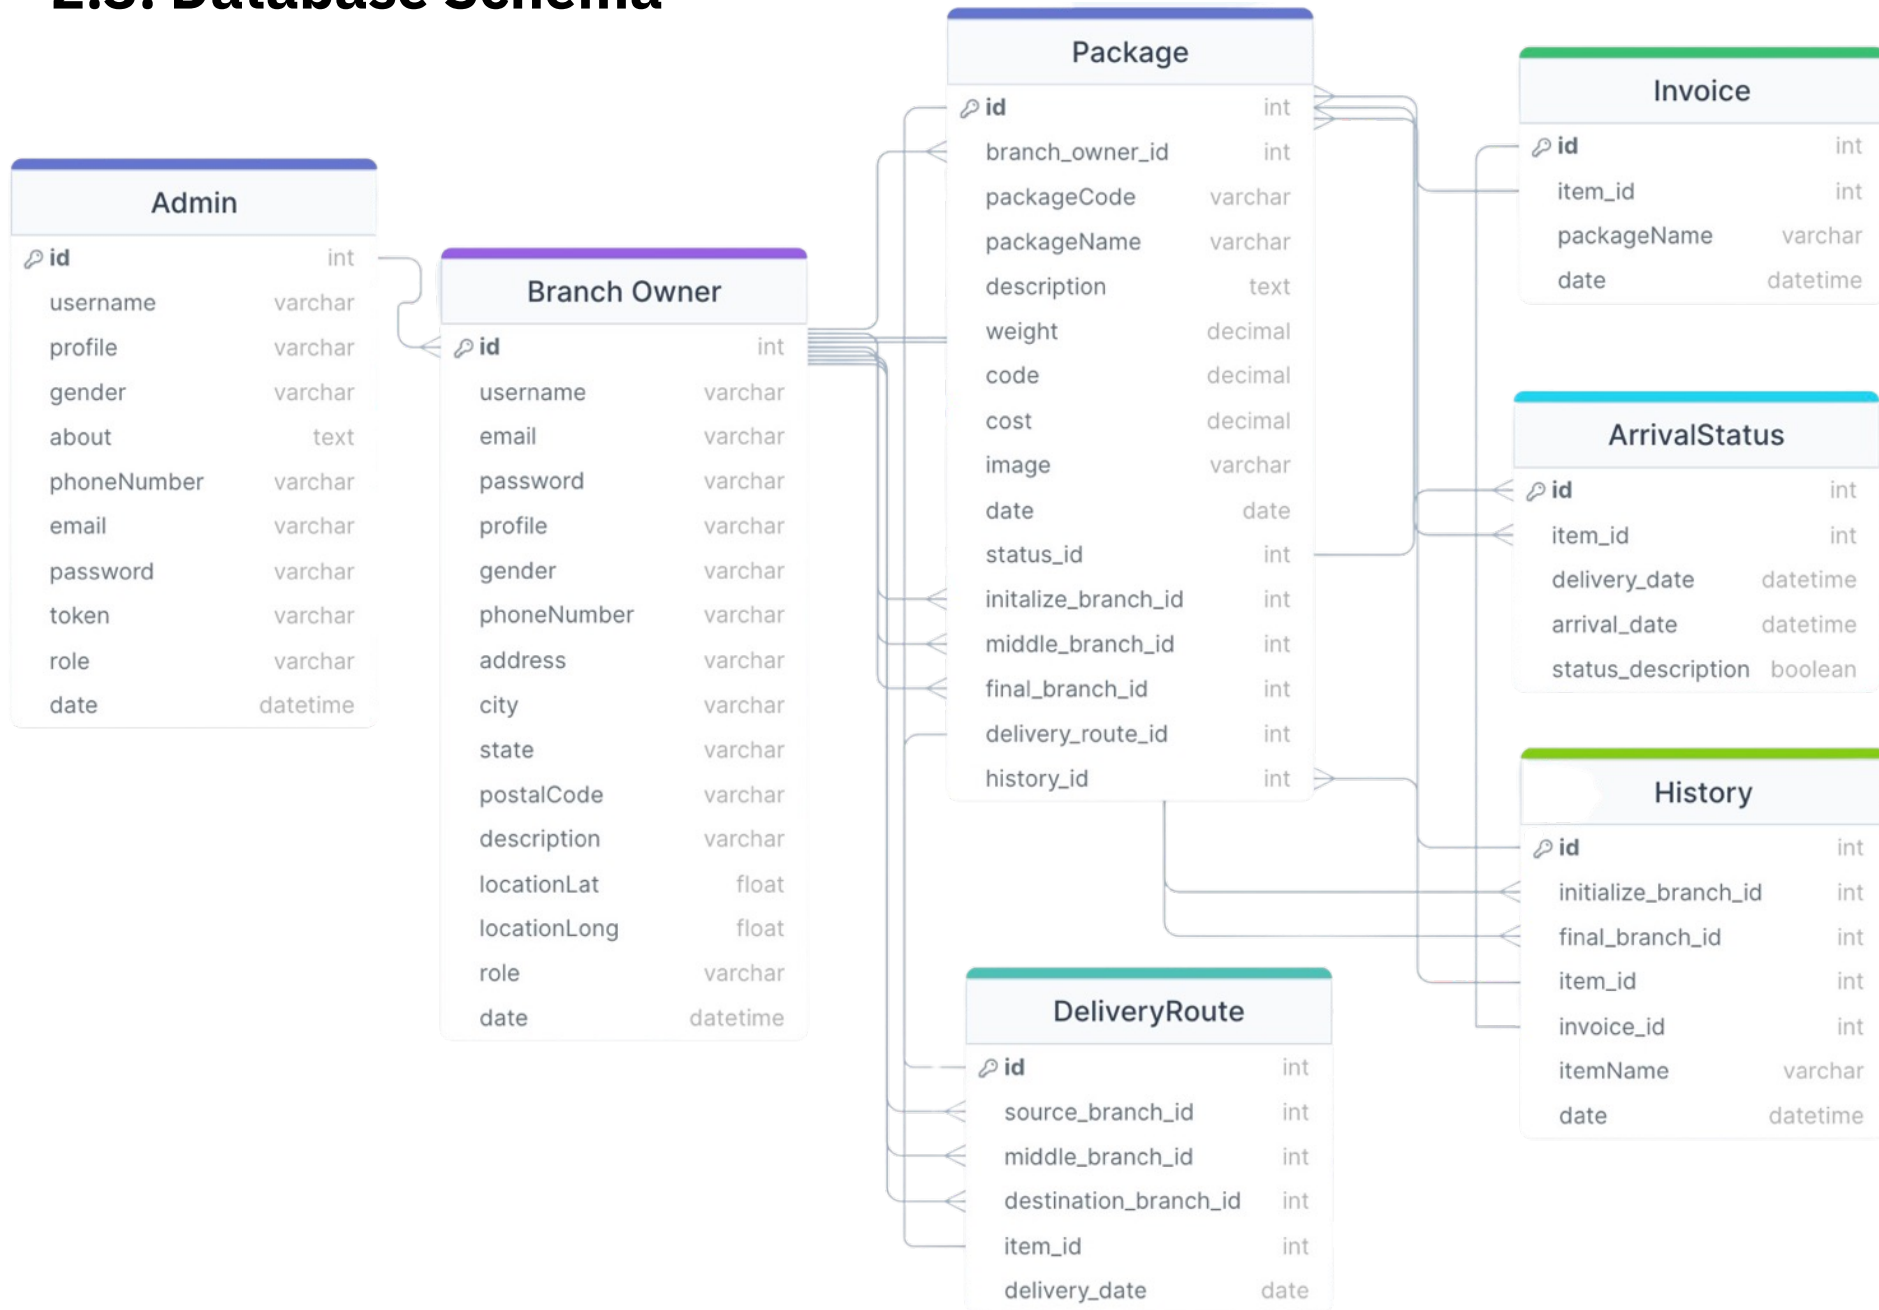 2.3. Database Schema
Admin
id int
username varchar
profile varchar
gender varchar
about text
phoneNumber varchar
email varchar
password varchar
token varchar
role varchar
date datetime
Branch Owner
id int
username varchar
email varchar
password varchar
profile varchar
gender varchar
phoneNumber varchar
address varchar
city varchar
state varchar
postalCode varchar
description varchar
locationLat float
locationLong float
role varchar
date datetime
Package
id int
branch_owner_id int
packageCode varchar
packageName varchar
description text
weight decimal
code decimal
cost decimal
image varchar
date date
status_id int
initalize_branch_id int
middle_branch_id int
final_branch_id int
delivery_route_id int
history_id int
DeliveryRoute
id int
source_branch_id int
middle_branch_id int
destination_branch_id int
item_id int
delivery_date date
Invoice
id int
item_id int
packageName varchar
date datetime
ArrivalStatus
id int
item_id int
delivery_date datetime
arrival_date datetime
status_description boolean
History
id int
initialize_branch_id int
final_branch_id int
item_id int
invoice_id int
itemName varchar
date datetime